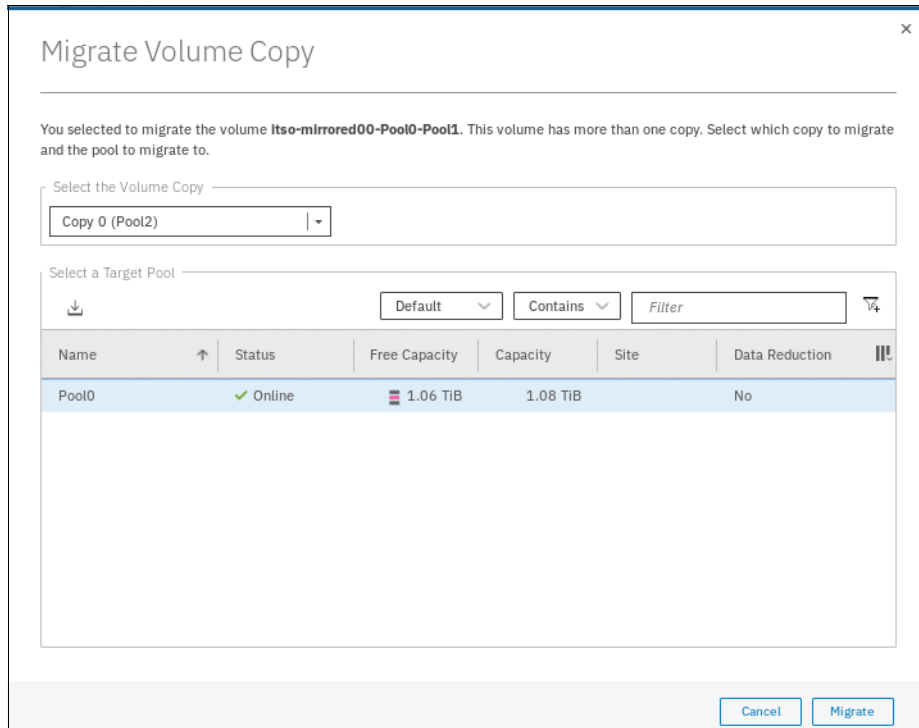 Migrate Volume Copy
You selected to migrate the volume itso-mirrored00-Pool0-Pool1. This volume has more than one copy. Select which copy to migrate
and the pool to migrate to.
Select the Volume Copy
Copy 0 (Pool2)
Select a Target Pool
Default Contains Filter
Name Status Free Capacity Capacity Site Data Reduction
Pool0 Online 1.06 TiB 1.08 TiB No
Cancel Migrate